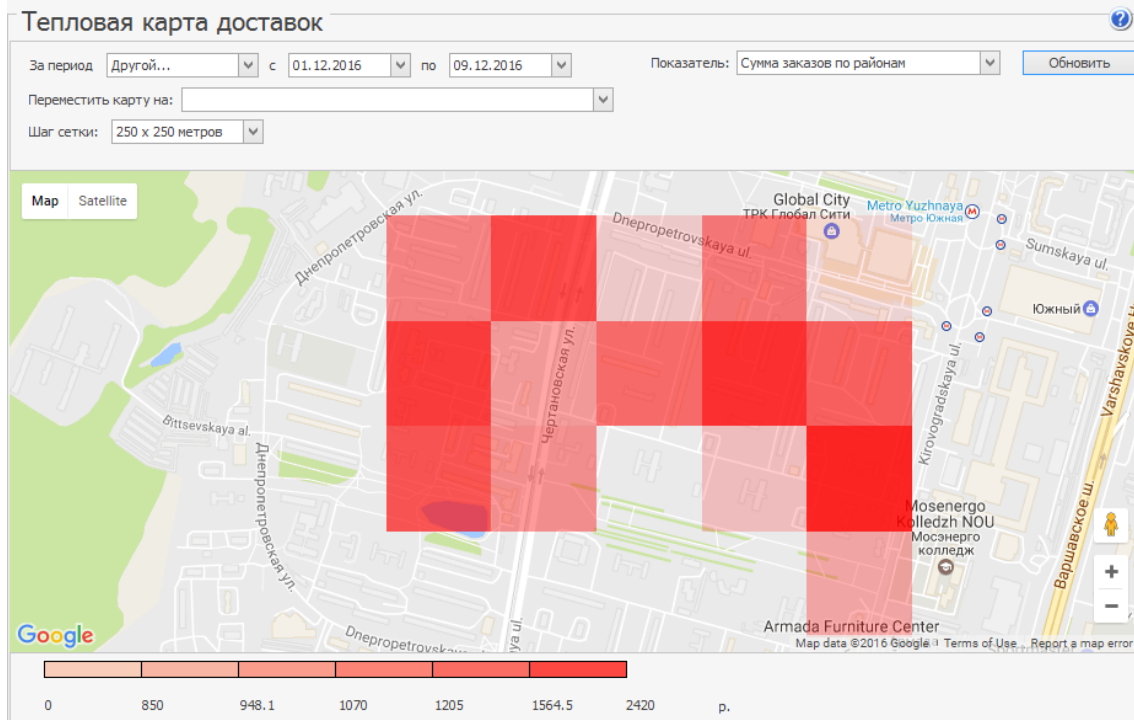 Тепловая карта доставок
За период Другой... с 01.12.2016 по 09.12.2016 Показатель: Сумма заказов по районам Обновить
Переместить карту на:
Шаг сетки: 250 x 250 метров
Map Satellite
Днепропетровская ул.
Dnepropetrovskaya ul.
Global City
ТРК Глобал Сити
Metro Yuzhnaya
Метро Южная
Sumskaya ul.
Южный
Чертановская ул.
Kirovogradskaya ul.
Varshavskoye
Bittsevskaya al.
Днепропетровская ул.
Mosenergo
Kolledzh NOU
Мосэнерго
колледж
Варшавское ш.
Armada Furniture Center
Dnepropetrovskaya
ya ul.
Google
Map data ©2016 Google Terms of Use Report a map error
0 850 948.1 1070 1205 1564.5 2420 р.